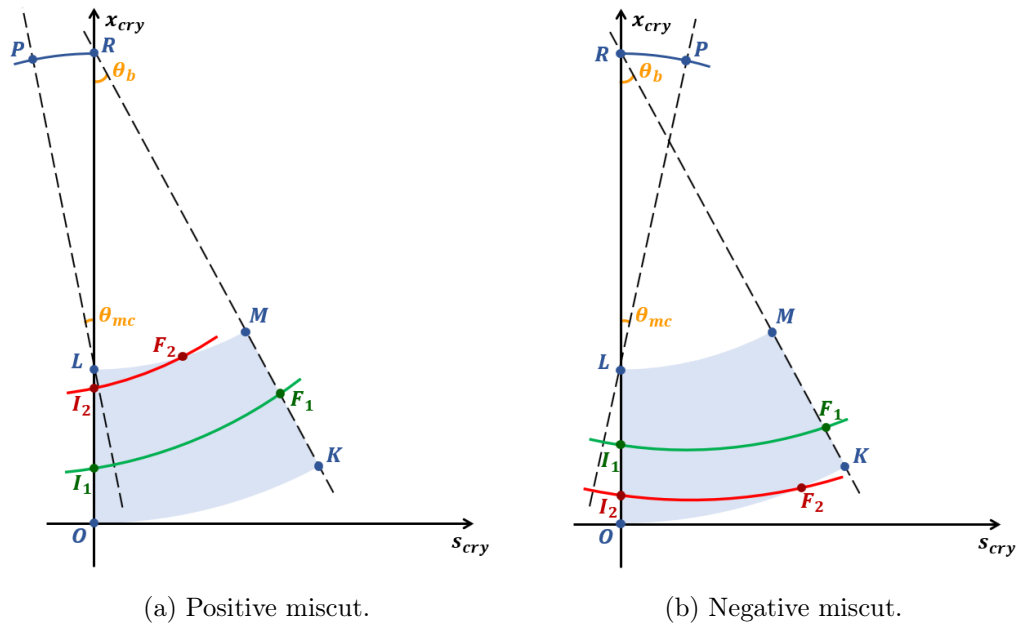 x_cry
P
R
θ_b
θ_mc
L
M
F_2
I_2
F_1
I_1
K
O
s_cry
(a) Positive miscut.
x_cry
R
P
θ_b
θ_mc
L
M
F_1
I_1
K
I_2
F_2
O
s_cry
(b) Negative miscut.